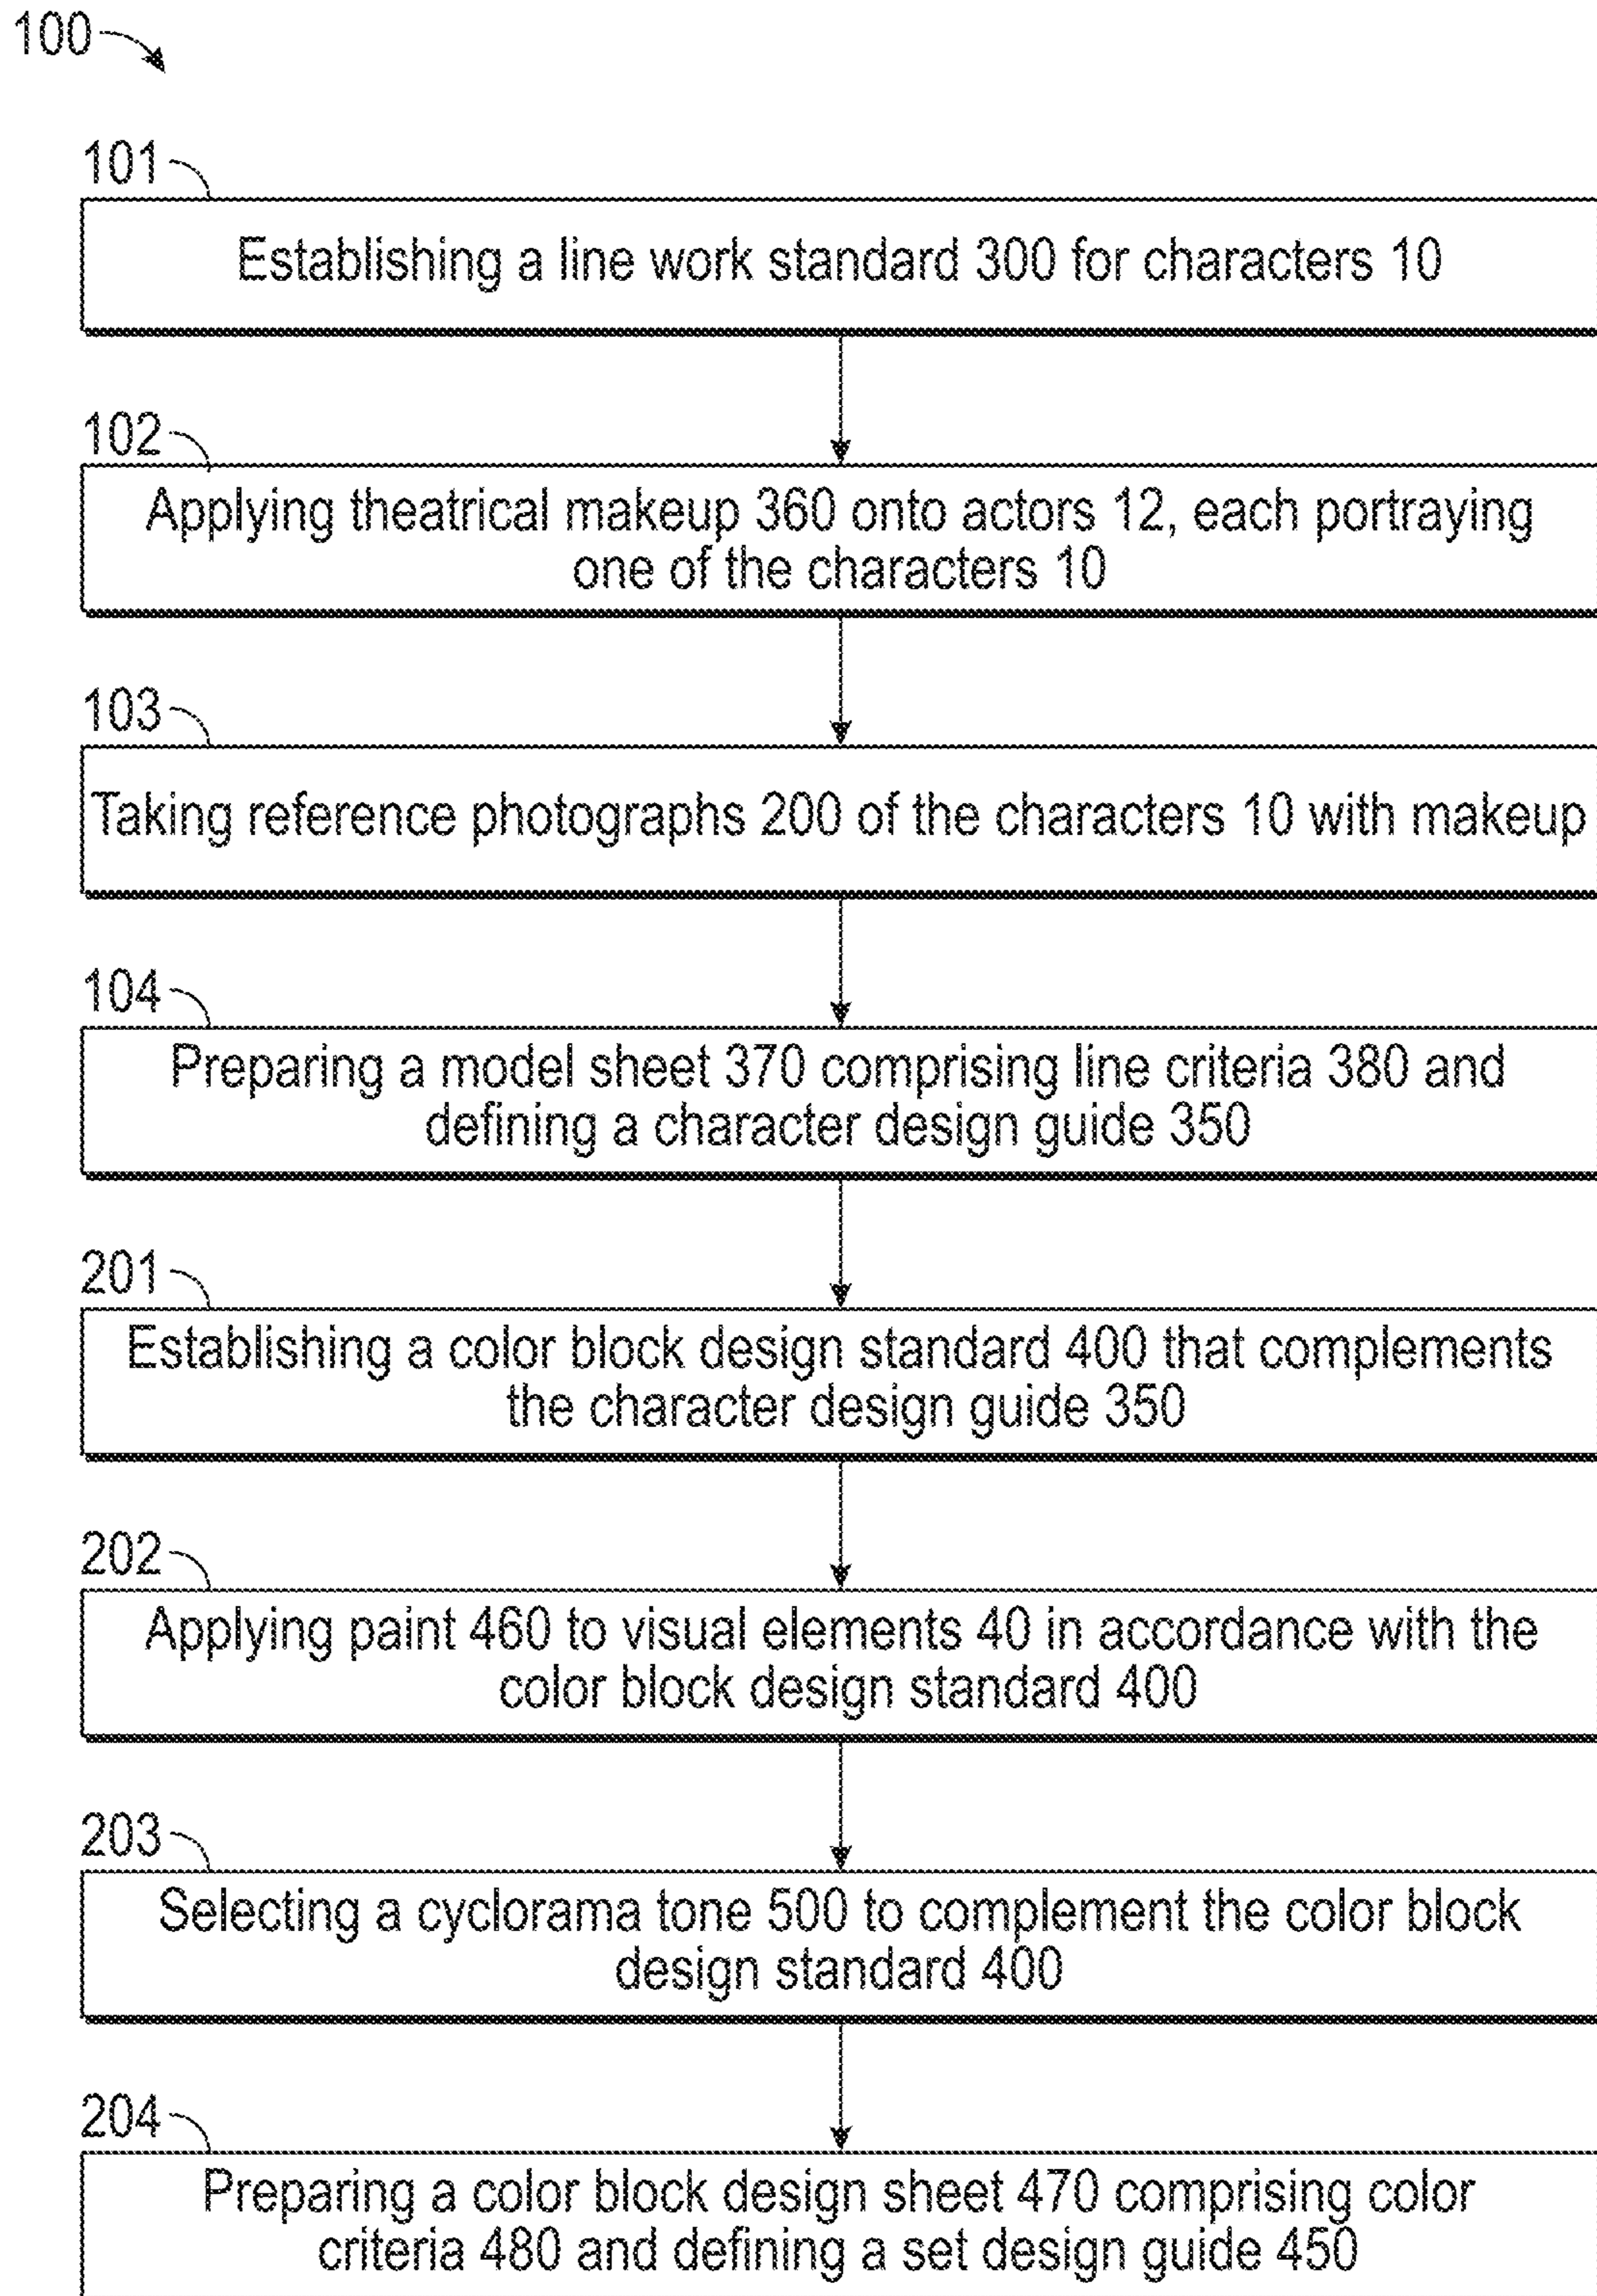 100
101
Establishing a line work standard 300 for characters 10
102
Applying theatrical makeup 360 onto actors 12, each portraying
one of the characters 10
103
Taking reference photographs 200 of the characters 10 with makeup
104
Preparing a model sheet 370 comprising line criteria 380 and
defining a character design guide 350
201
Establishing a color block design standard 400 that complements
the character design guide 350
202
Applying paint 460 to visual elements 40 in accordance with the
color block design standard 400
203
Selecting a cyclorama tone 500 to complement the color block
design standard 400
204
Preparing a color block design sheet 470 comprising color
criteria 480 and defining a set design guide 450